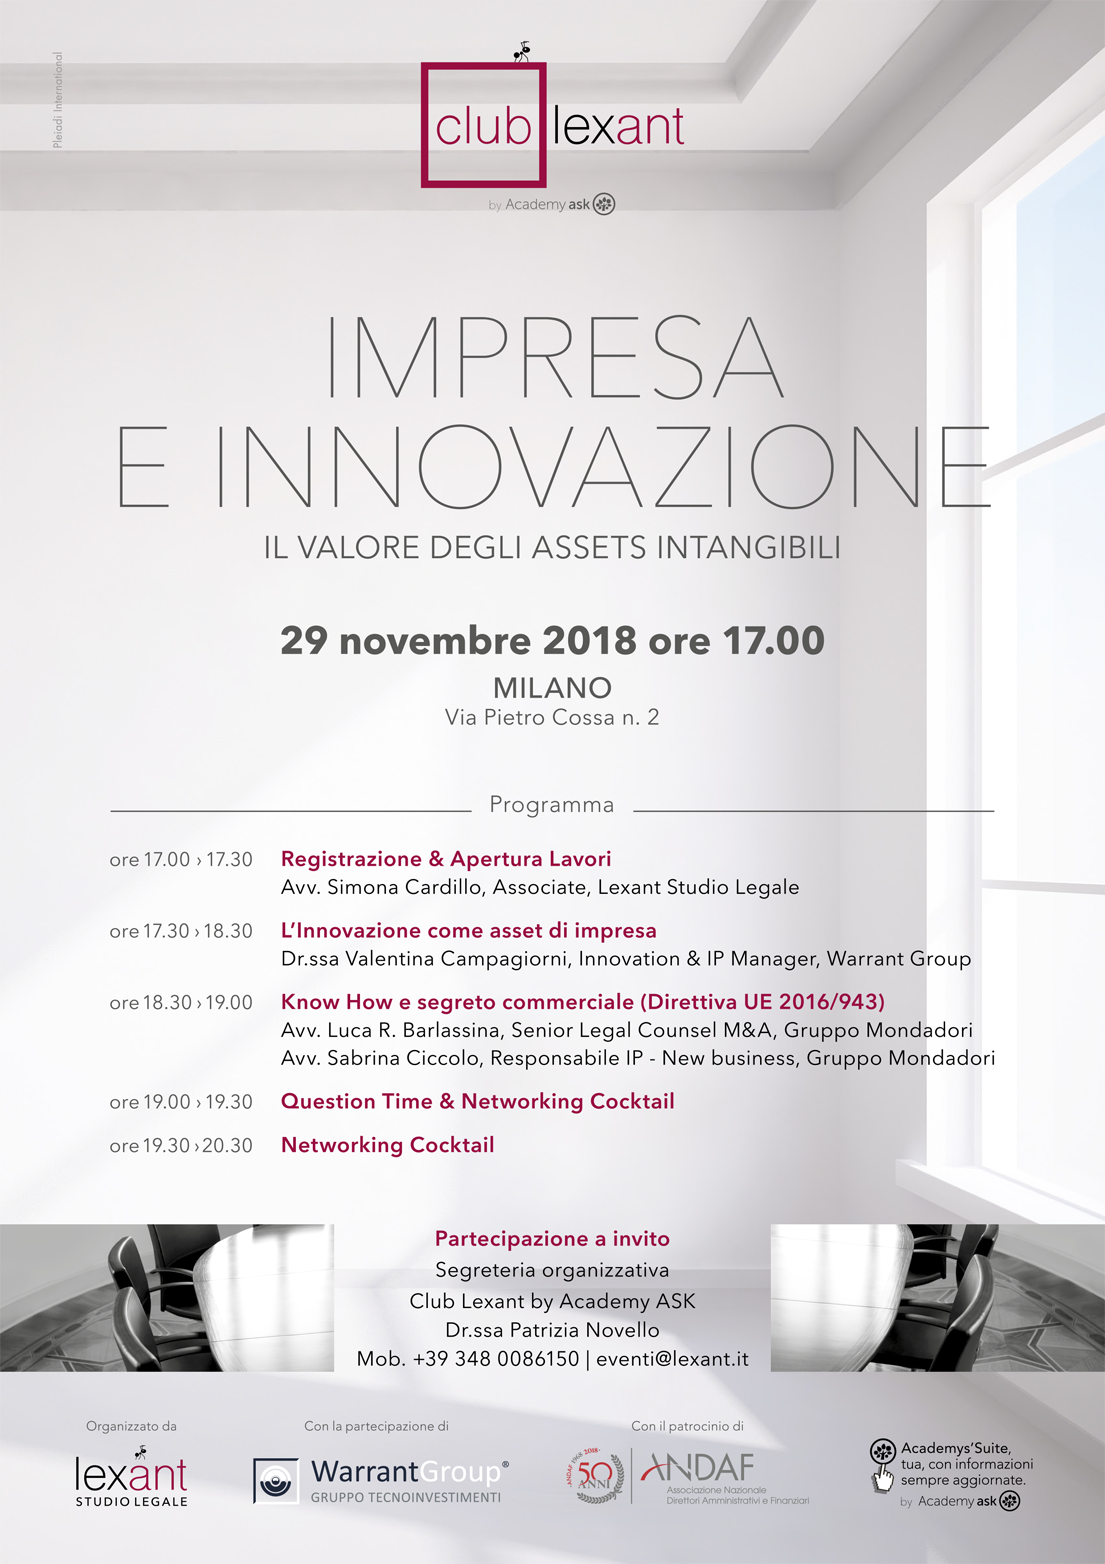 Pleiadi International
club lexant
by Academy ask
IMPRESA
E INNOVAZIONE
IL VALORE DEGLI ASSETS INTANGIBILI
29 novembre 2018 ore 17.00
MILANO
Via Pietro Cossa n. 2
Programma
ore 17.00 › 17.30 Registrazione & Apertura Lavori
Avv. Simona Cardillo, Associate, Lexant Studio Legale
ore 17.30 › 18.30 L'Innovazione come asset di impresa
Dr.ssa Valentina Campagiorni, Innovation & IP Manager, Warrant Group
ore 18.30 › 19.00 Know How e segreto commerciale (Direttiva UE 2016/943)
Avv. Luca R. Barlassina, Senior Legal Counsel M&A, Gruppo Mondadori
Avv. Sabrina Ciccolo, Responsabile IP - New business, Gruppo Mondadori
ore 19.00 › 19.30 Question Time & Networking Cocktail
ore 19.30 › 20.30 Networking Cocktail
Partecipazione a invito
Segreteria organizzativa
Club Lexant by Academy ASK
Dr.ssa Patrizia Novello
Mob. +39 348 0086150 | eventi@lexant.it
Organizzato da
lexant
STUDIO LEGALE
Con la partecipazione di
WarrantGroup®
GRUPPO TECNOINVESTIMENTI
Con il patrocinio di
ANDAF 1968 2018
50
ANNI
ANDAF
Associazione Nazionale
Direttori Amministrativi e Finanziari
Academys'Suite,
tua, con informazioni
sempre aggiornate.
by Academy ask